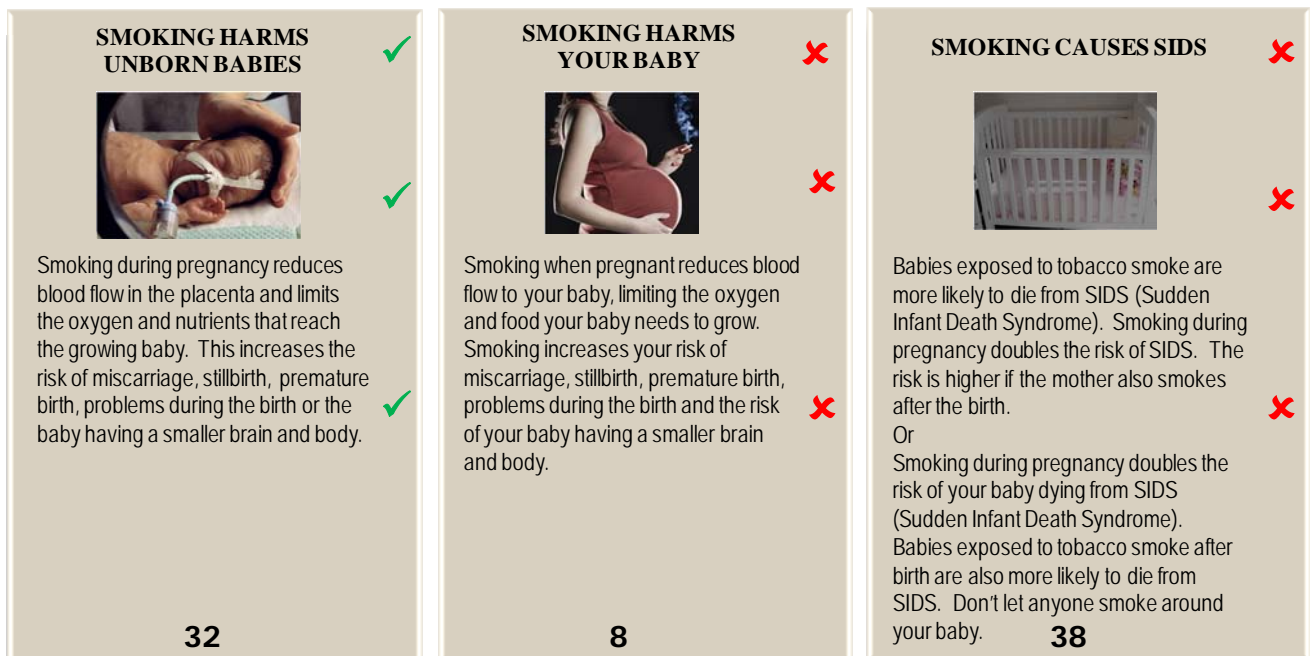 SMOKING HARMS
UNBORN BABIES
Smoking during pregnancy reduces
blood flow in the placenta and limits
the oxygen and nutrients that reach
the growing baby. This increases the
risk of miscarriage, stillbirth, premature
birth, problems during the birth or the
baby having a smaller brain and body.
32
SMOKING HARMS
YOUR BABY
Smoking when pregnant reduces blood
flow to your baby, limiting the oxygen
and food your baby needs to grow.
Smoking increases your risk of
miscarriage, stillbirth, premature birth,
problems during the birth and the risk
of your baby having a smaller brain
and body.
8
SMOKING CAUSES SIDS
Babies exposed to tobacco smoke are
more likely to die from SIDS (Sudden
Infant Death Syndrome). Smoking during
pregnancy doubles the risk of SIDS. The
risk is higher if the mother also smokes
after the birth.
Or
Smoking during pregnancy doubles the
risk of your baby dying from SIDS
(Sudden Infant Death Syndrome).
Babies exposed to tobacco smoke after
birth are also more likely to die from
SIDS. Don't let anyone smoke around
your baby.
38